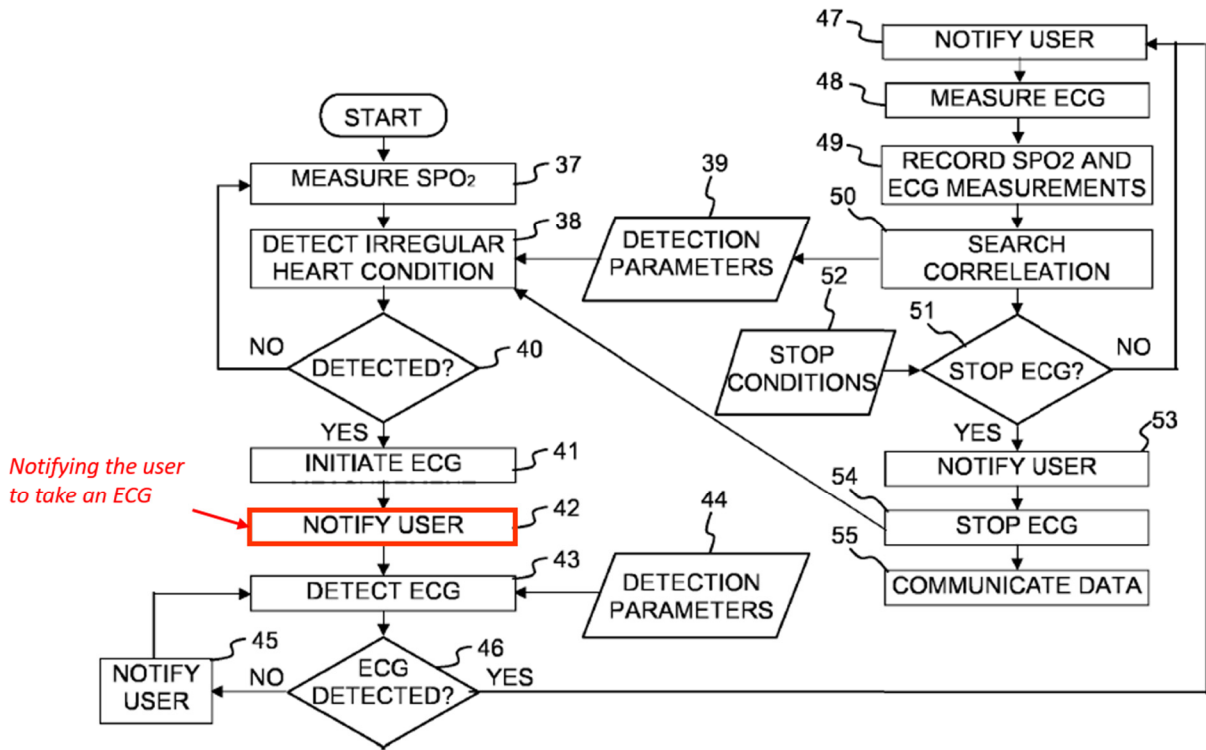 START
MEASURE SPO2
37
DETECT IRREGULAR
HEART CONDITION
38
39
DETECTION
PARAMETERS
DETECTED?
40
NO
YES
INITIATE ECG
41
Notifying the user
to take an ECG
NOTIFY USER
42
DETECT ECG
43
44
DETECTION
PARAMETERS
45
NOTIFY
USER
NO
ECG
DETECTED?
46
YES
47
NOTIFY USER
48
MEASURE ECG
49
RECORD SPO2 AND
ECG MEASUREMENTS
50
SEARCH
CORRELEATION
52
STOP
CONDITIONS
51
STOP ECG?
NO
YES
53
NOTIFY USER
54
STOP ECG
55
COMMUNICATE DATA